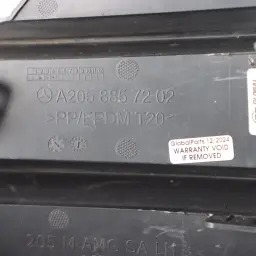 A205 885 72 02
>PP/EPDM T20<
GlobalParts 12.2024
WARRANTY VOID
IF REMOVED
205 M AMG SA